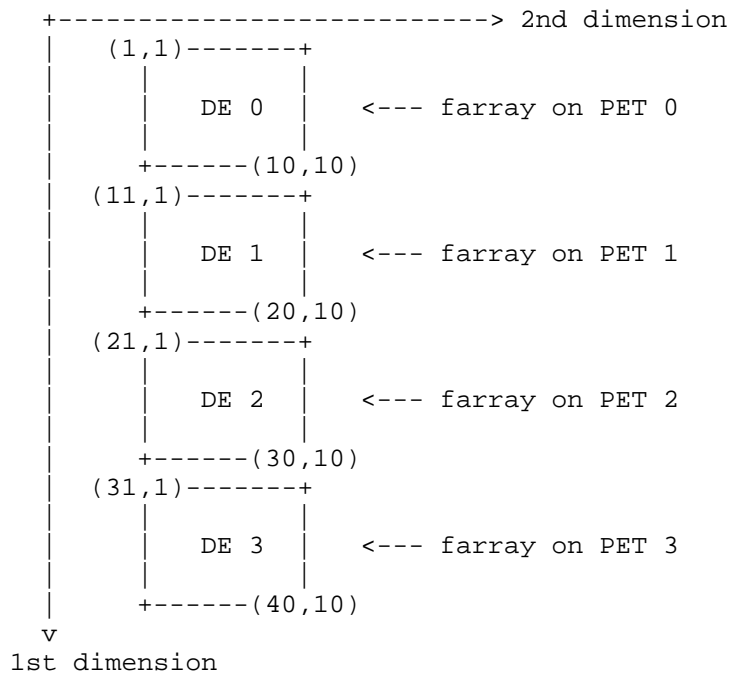 +-----------------------------> 2nd dimension
|   (1,1)-------+
|     |         |
|     |  DE 0   |   <--- farray on PET 0
|     |         |
|     +------(10,10)
|  (11,1)-------+
|     |         |
|     |  DE 1   |   <--- farray on PET 1
|     |         |
|     +------(20,10)
|  (21,1)-------+
|     |         |
|     |  DE 2   |   <--- farray on PET 2
|     |         |
|     +------(30,10)
|  (31,1)-------+
|     |         |
|     |  DE 3   |   <--- farray on PET 3
|     |         |
|     +------(40,10)
v
1st dimension